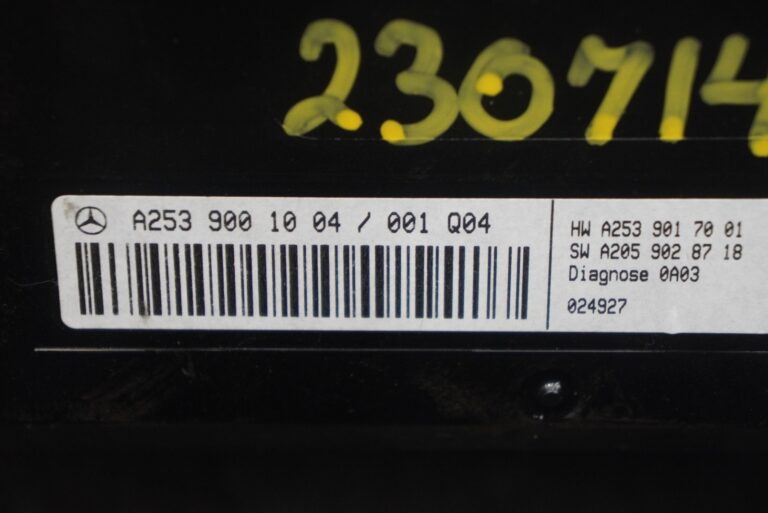 230714
A253 900 10 04 / 001 Q04
HW A253 901 70 01
SW A205 902 87 18
Diagnose 0A03
024927